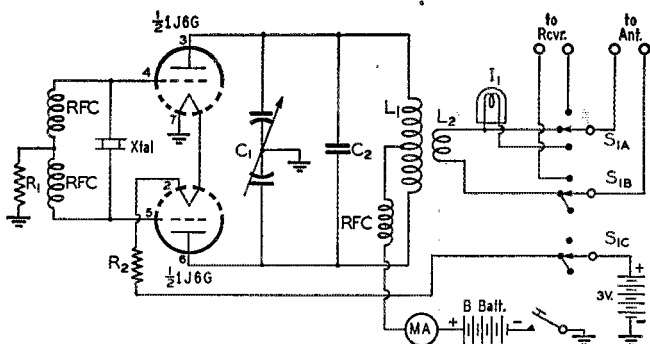 ½1J6G
3
4
7
RFC
RFC
Xtal
R1
2
5
6
R2
½1J6G
C1
C2
L1
RFC
L2
I1
to
Rcvr.
to
Ant.
S1A
S1B
S1C
MA
+
B Batt.
-
+
3V.
-